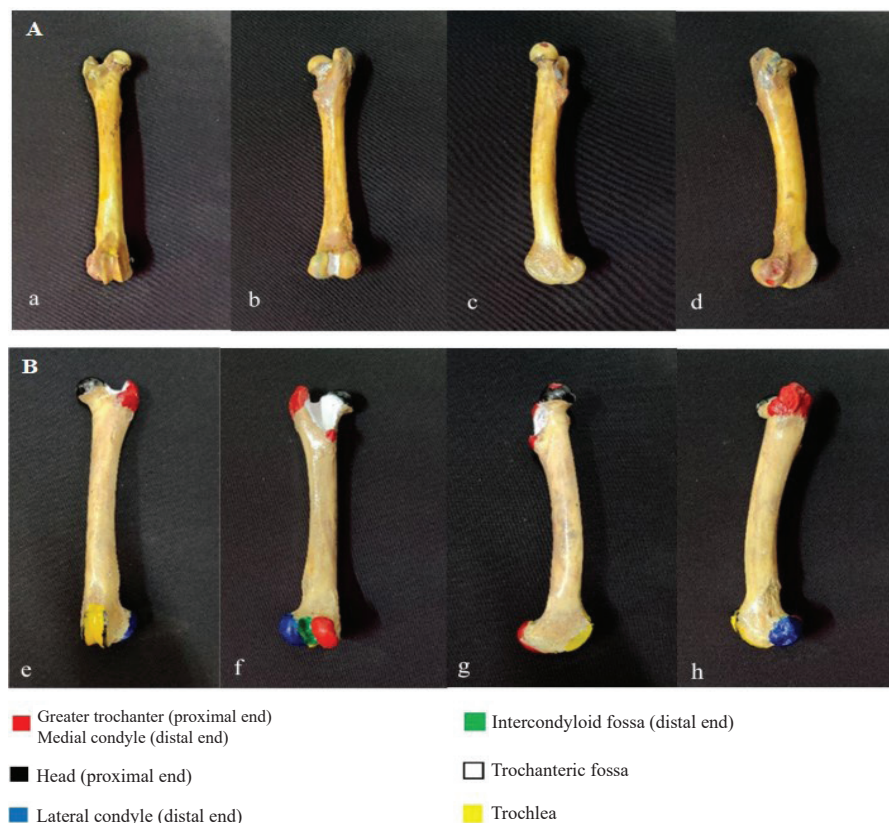 A
a
b
c
d
B
e
f
g
h
Greater trochanter (proximal end)
Medial condyle (distal end)
Head (proximal end)
Lateral condyle (distal end)
Intercondyloid fossa (distal end)
Trochanteric fossa
Trochlea